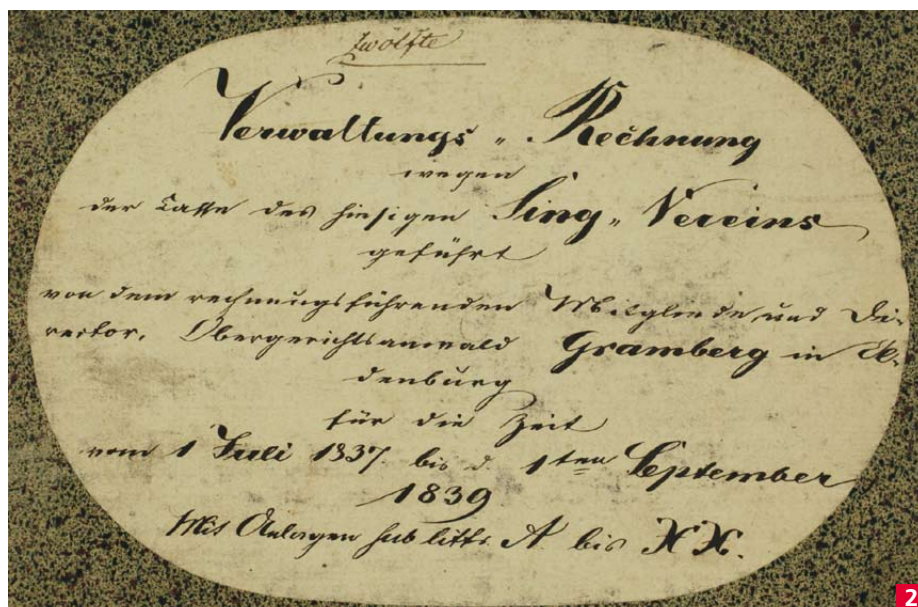 Zwölfte
Verwaltungs-Rechnung
wegen
der Casse des hiesigen Sing-Vereins
geführt
von dem rechnungsführenden Mitgliede und Di-
rector, Obergerichtsanwald Gramberg in Ol-
denburg
für die Zeit
vom 1 Juli 1837 bis d. 1ten September
1839
Mit Anlagen sub litts. A bis XX.
2